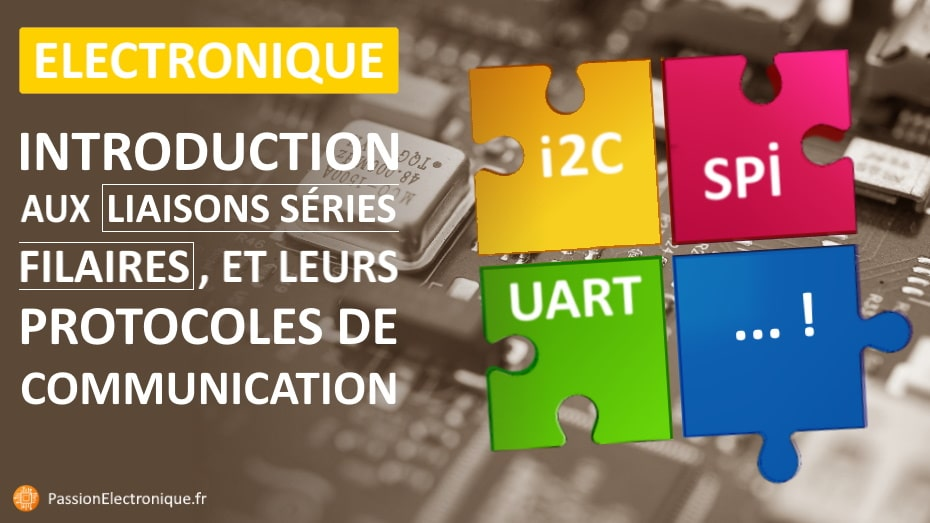 ELECTRONIQUE
INTRODUCTION
AUX LIAISONS SÉRIES
FILAIRES, ET LEURS
PROTOCOLES DE
COMMUNICATION
i2C
SPi
UART
... !
PassionElectronique.fr